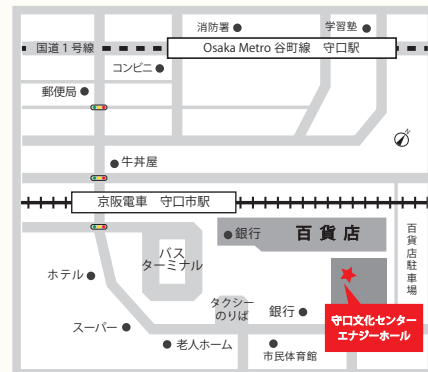 消防署
学習塾
国道1号線
Osaka Metro 谷町線　守口駅
コンビニ
郵便局
牛丼屋
京阪電車　守口市駅
銀行
百貨店
百貨店駐車場
バス
ターミナル
ホテル
タクシー
のりば
銀行
守口文化センター
エナジーホール
スーパー
老人ホーム
市民体育館